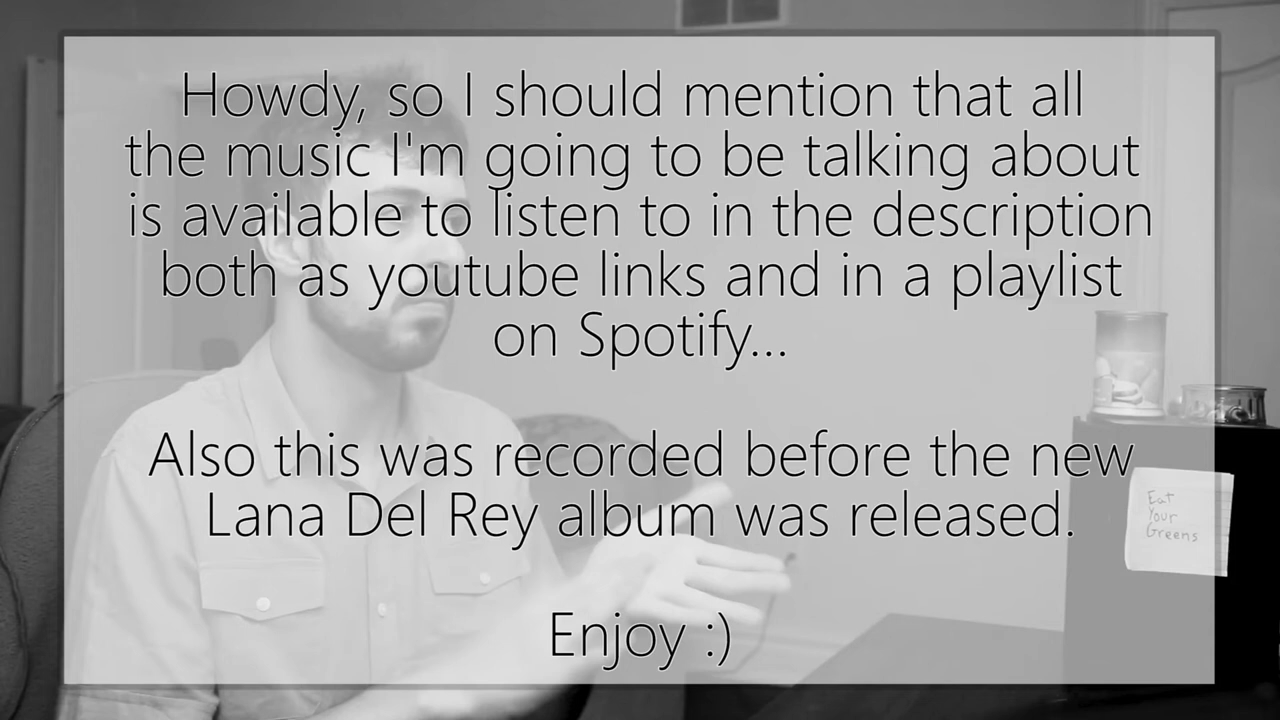 Howdy, so I should mention that all
the music I'm going to be talking about
is available to listen to in the description
both as youtube links and in a playlist
on Spotify...
Also this was recorded before the new
Lana Del Rey album was released.
Enjoy :)
Eat
Your
Greens